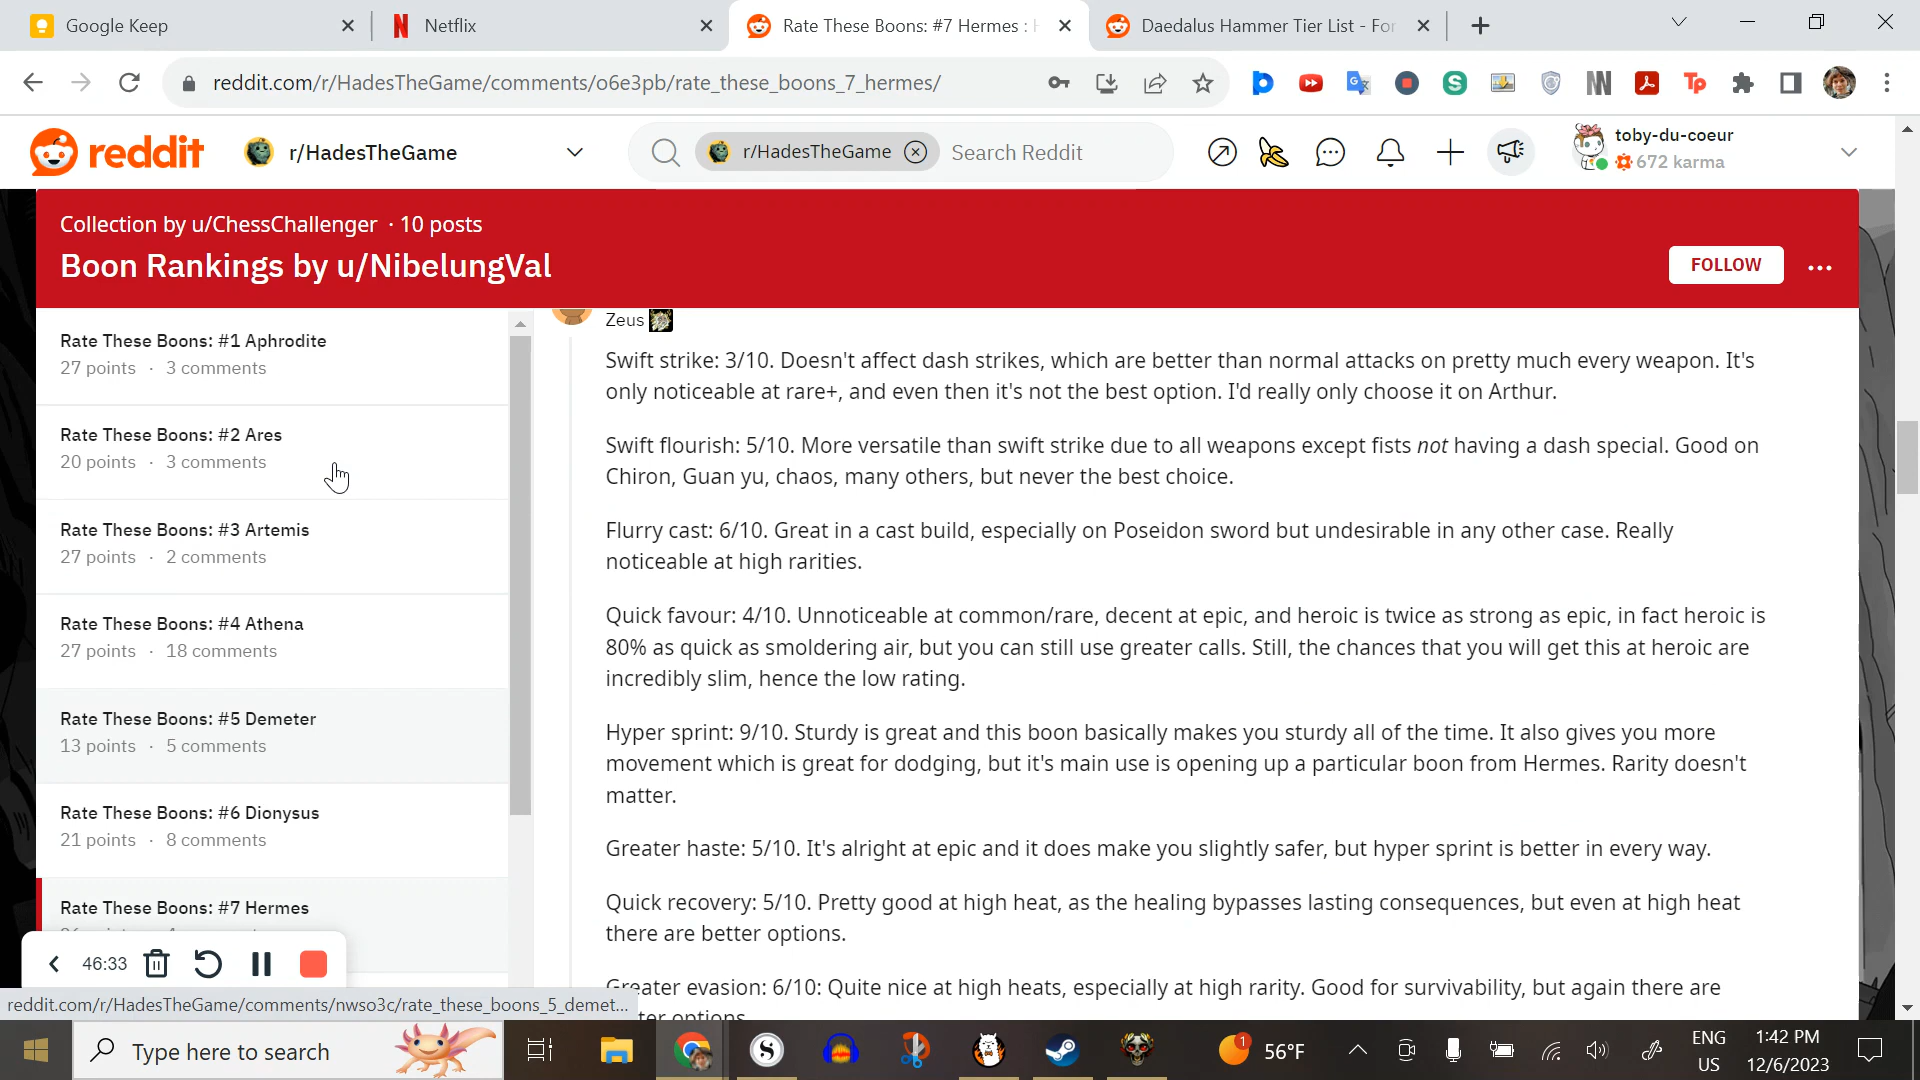 Google Keep
Netflix
Rate These Boons: #7 Hermes : H
Daedalus Hammer Tier List - For
reddit.com/r/HadesTheGame/comments/o6e3pb/rate_these_boons_7_hermes/
reddit
r/HadesTheGame
r/HadesTheGame
Search Reddit
toby-du-coeur
672 karma
Collection by u/ChessChallenger · 10 posts
Boon Rankings by u/NibelungVal
FOLLOW
Rate These Boons: #1 Aphrodite
27 points · 3 comments
Rate These Boons: #2 Ares
20 points · 3 comments
Rate These Boons: #3 Artemis
27 points · 2 comments
Rate These Boons: #4 Athena
27 points · 18 comments
Rate These Boons: #5 Demeter
13 points · 5 comments
Rate These Boons: #6 Dionysus
21 points · 8 comments
Rate These Boons: #7 Hermes
Zeus
Swift strike: 3/10. Doesn't affect dash strikes, which are better than normal attacks on pretty much every weapon. It's
only noticeable at rare+, and even then it's not the best option. I'd really only choose it on Arthur.
Swift flourish: 5/10. More versatile than swift strike due to all weapons except fists not having a dash special. Good on
Chiron, Guan yu, chaos, many others, but never the best choice.
Flurry cast: 6/10. Great in a cast build, especially on Poseidon sword but undesirable in any other case. Really
noticeable at high rarities.
Quick favour: 4/10. Unnoticeable at common/rare, decent at epic, and heroic is twice as strong as epic, in fact heroic is
80% as quick as smoldering air, but you can still use greater calls. Still, the chances that you will get this at heroic are
incredibly slim, hence the low rating.
Hyper sprint: 9/10. Sturdy is great and this boon basically makes you sturdy all of the time. It also gives you more
movement which is great for dodging, but it's main use is opening up a particular boon from Hermes. Rarity doesn't
matter.
Greater haste: 5/10. It's alright at epic and it does make you slightly safer, but hyper sprint is better in every way.
Quick recovery: 5/10. Pretty good at high heat, as the healing bypasses lasting consequences, but even at high heat
there are better options.
Greater evasion: 6/10: Quite nice at high heats, especially at high rarity. Good for survivability, but again there are
options
46:33
reddit.com/r/HadesTheGame/comments/nwso3c/rate_these_boons_5_demet...
Type here to search
1
56°F
ENG
US
1:42 PM
12/6/2023